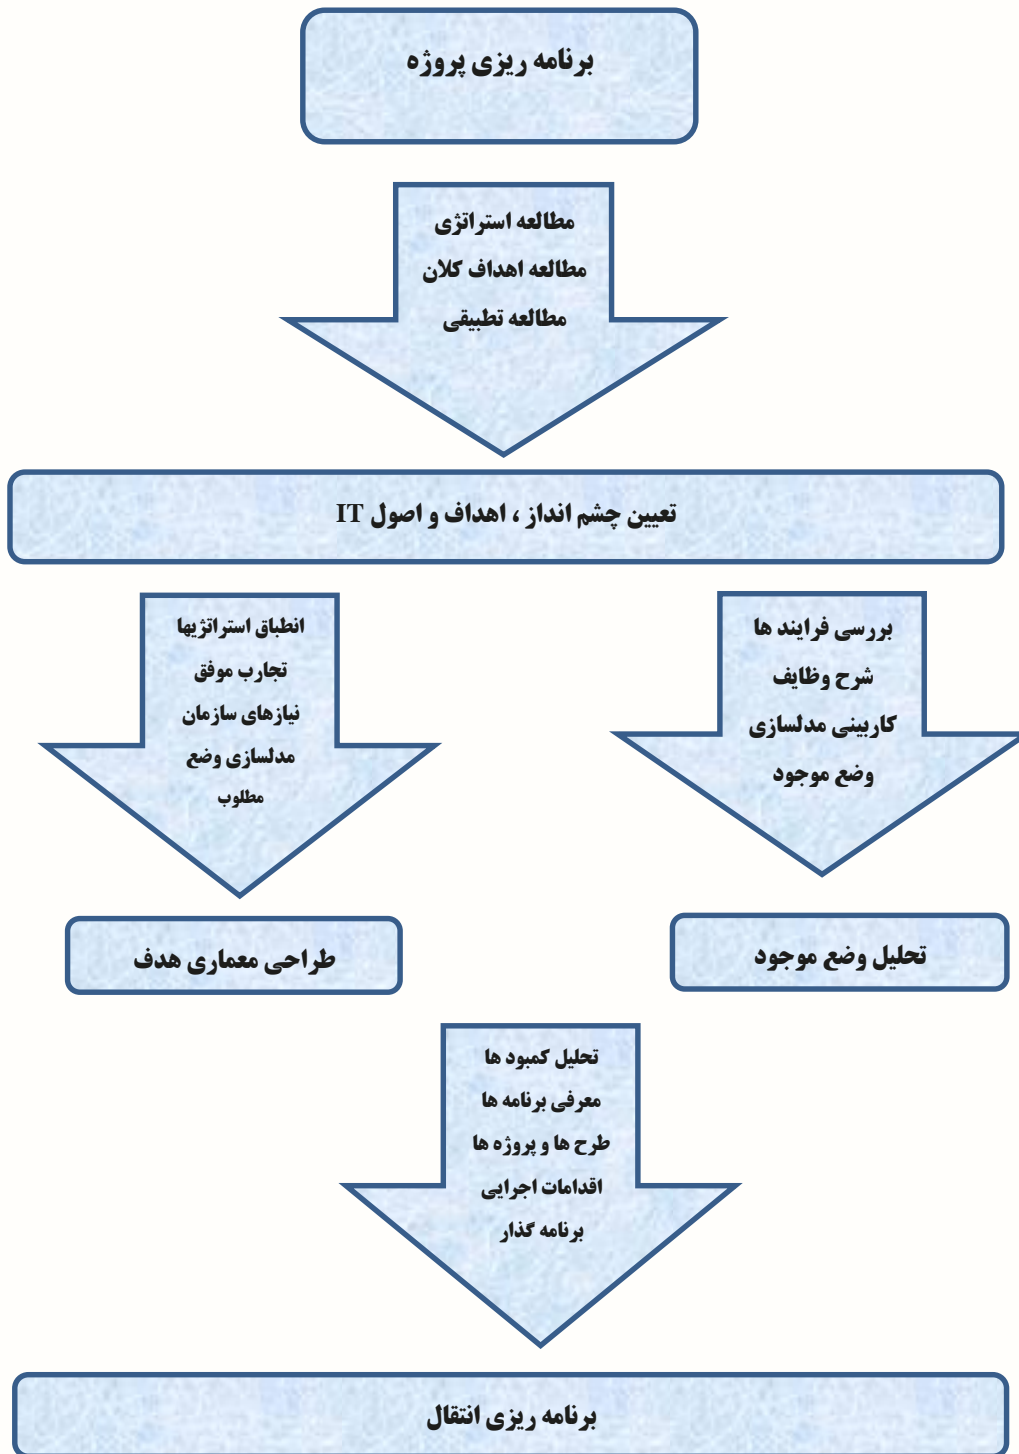 برنامه ریزی پروژه
مطالعه استراتژی
مطالعه اهداف کلان
مطالعه تطبیقی
تعیین چشم انداز ، اهداف و اصول IT
بررسی فرایند ها
شرح وظایف
کاربینی مدلسازی
وضع موجود
انطباق استراتژیها
تجارب موفق
نیازهای سازمان
مدلسازی وضع
مطلوب
تحلیل وضع موجود
طراحی معماری هدف
تحلیل کمبود ها
معرفی برنامه ها
طرح ها و پروژه ها
اقدامات اجرایی
برنامه گذار
برنامه ریزی انتقال